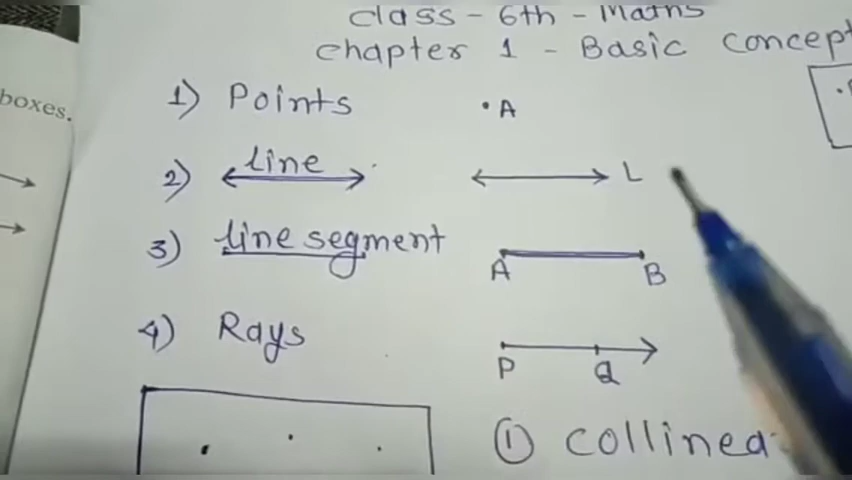 class - 6th - Maths
chapter 1 - Basic concept
boxes.
1) Points
A
2) line
L
3) line segment
A B
4) Rays
P Q
① collinea